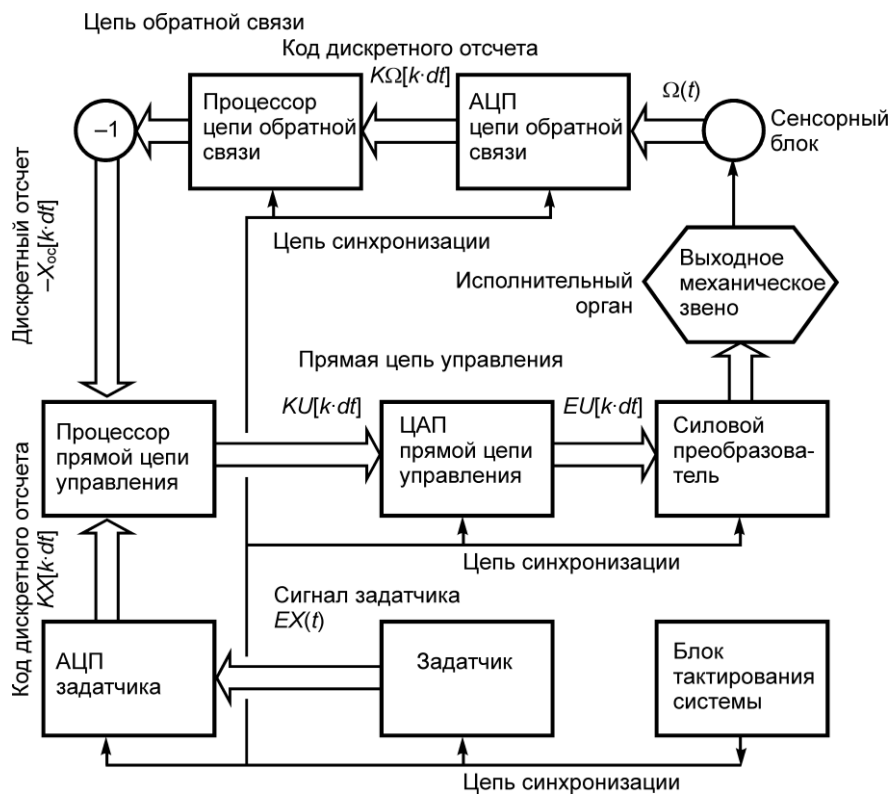 Цепь обратной связи
Код дискретного отсчета
KΩ[k·dt]
Процессор
цепи обратной
связи
АЦП
цепи обратной
связи
Ω(t)
Сенсорный
блок
–1
Дискретный отсчет
–Xос[k·dt]
Цепь синхронизации
Исполнительный
орган
Выходное
механическое
звено
Прямая цепь управления
Процессор
прямой цепи
управления
KU[k·dt]
ЦАП
прямой цепи
управления
EU[k·dt]
Силовой
преобразова-
тель
Код дискретного отсчета
KX[k·dt]
Цепь синхронизации
Сигнал задатчика
EX(t)
АЦП
задатчика
Задатчик
Блок
тактирования
системы
Цепь синхронизации